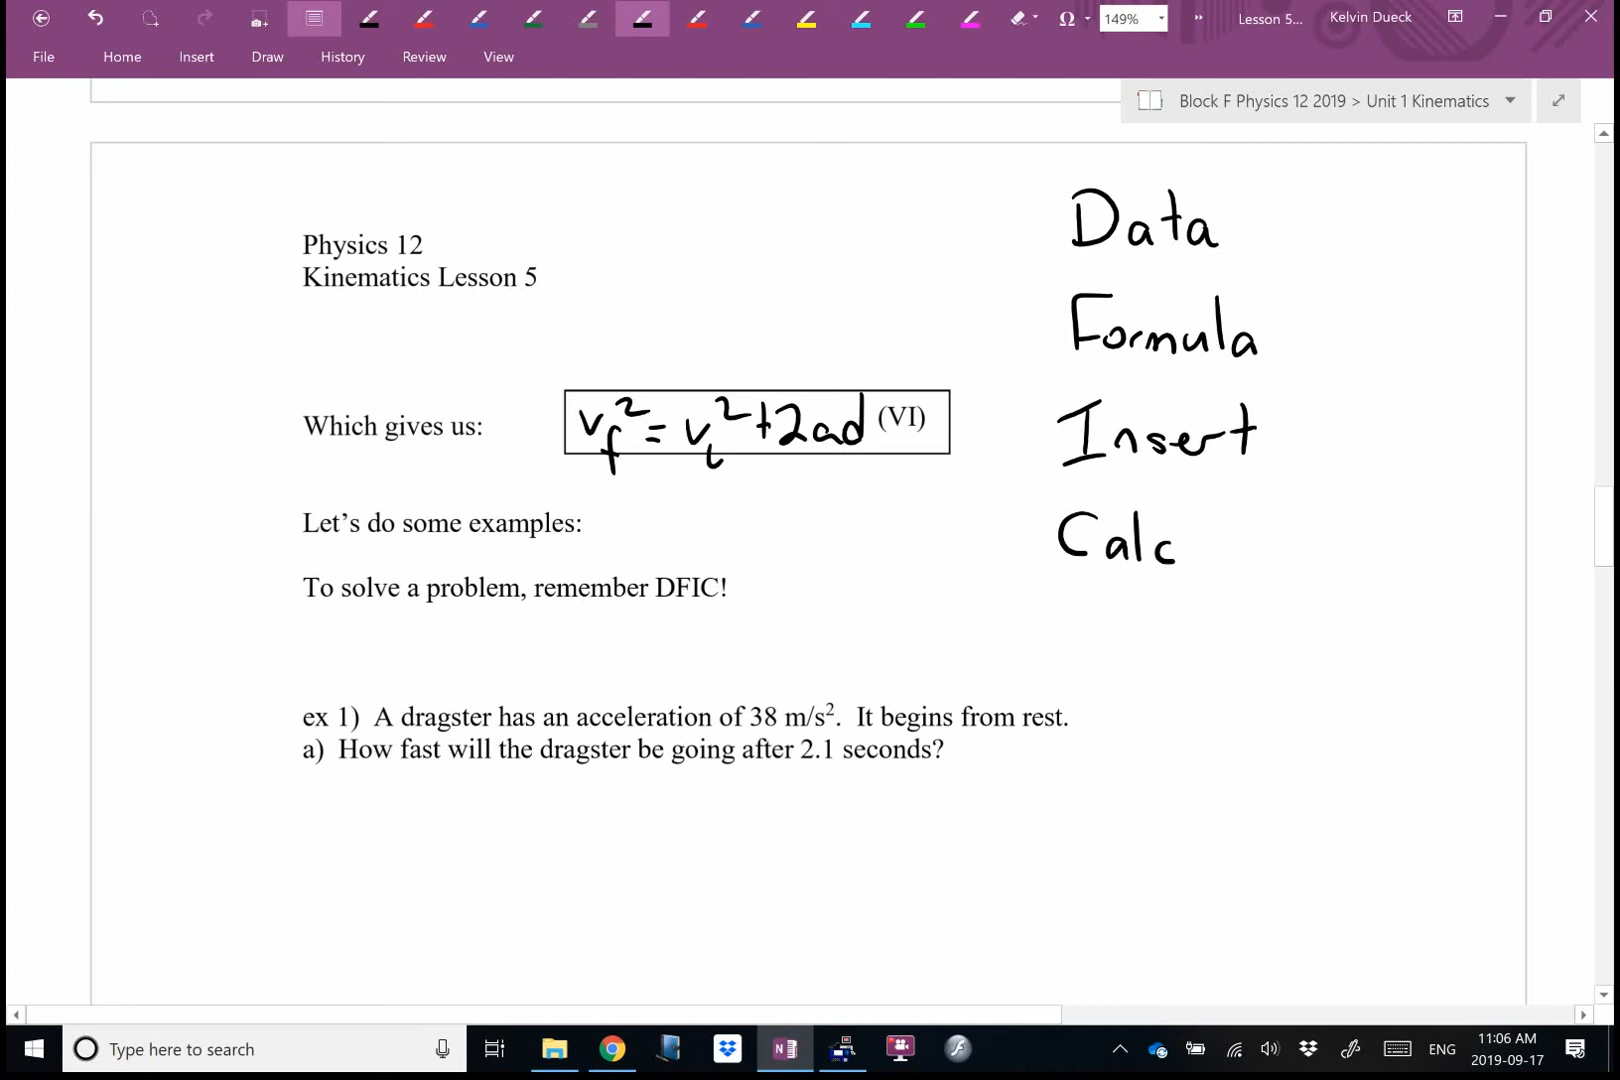 149%
Lesson 5...
Kelvin Dueck
File Home Insert Draw History Review View
Block F Physics 12 2019 > Unit 1 Kinematics
Physics 12
Kinematics Lesson 5
Data
Formula
Insert
Calc
Which gives us: v_f² = v_i² + 2ad (VI)
Let's do some examples:
To solve a problem, remember DFIC!
ex 1) A dragster has an acceleration of 38 m/s². It begins from rest.
a) How fast will the dragster be going after 2.1 seconds?
Type here to search
ENG
11:06 AM
2019-09-17